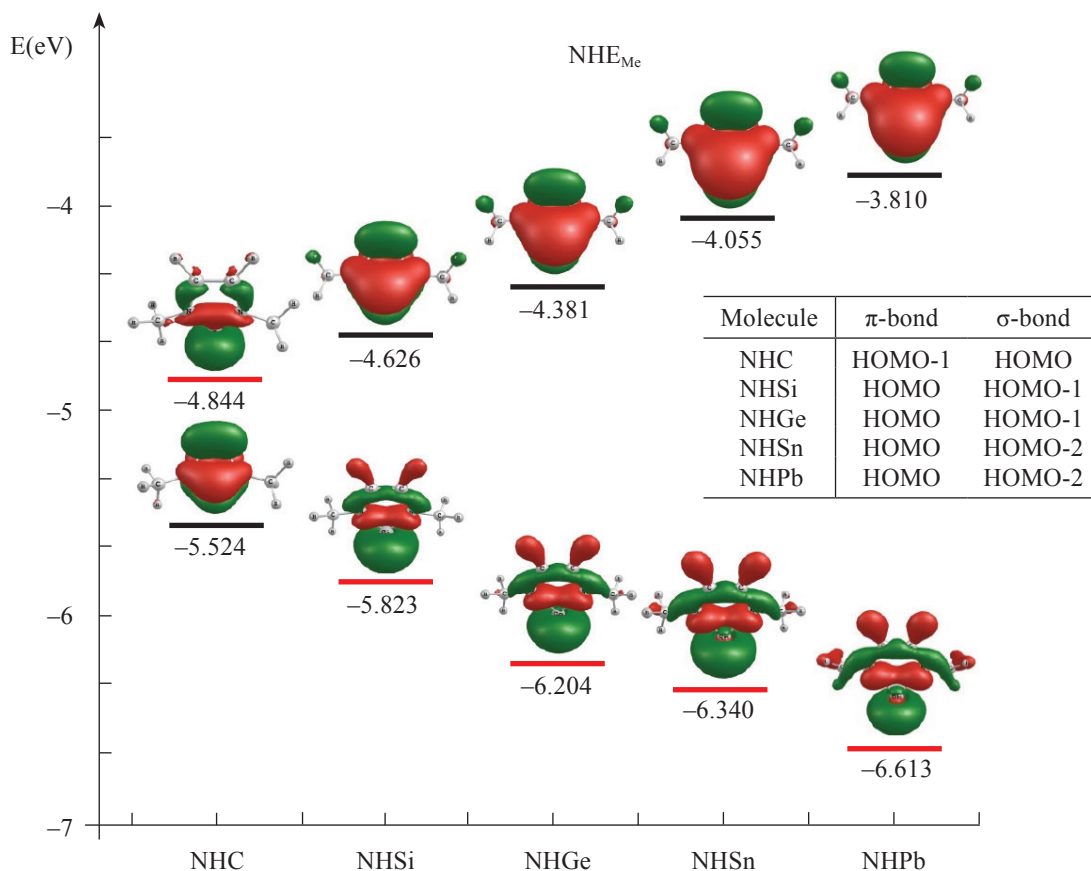 E(eV)
NHE_Me
–4
–5
–6
–7
–4.844
–5.524
–4.626
–5.823
–4.381
–6.204
–4.055
–6.340
–3.810
–6.613
Molecule π-bond σ-bond
NHC HOMO-1 HOMO
NHSi HOMO HOMO-1
NHGe HOMO HOMO-1
NHSn HOMO HOMO-2
NHPb HOMO HOMO-2
NHC NHSi NHGe NHSn NHPb